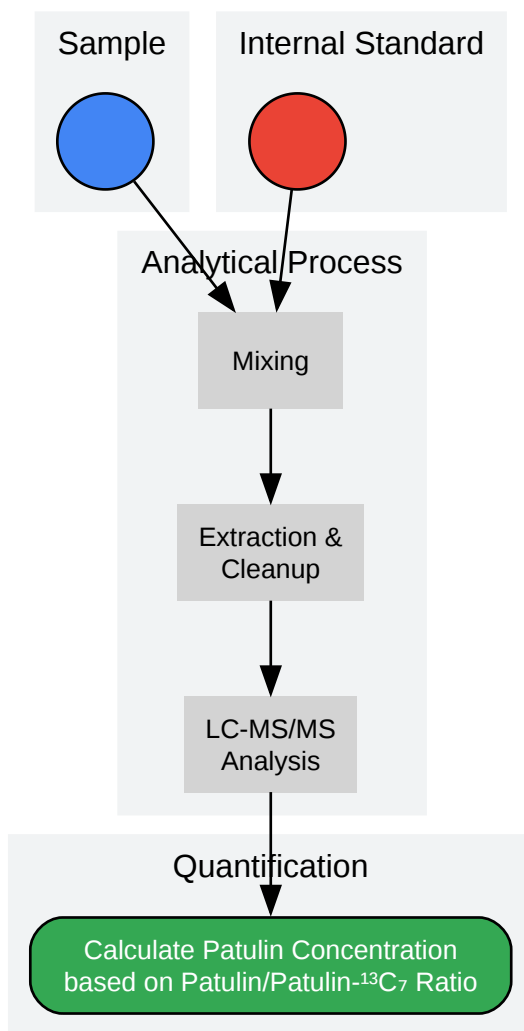 Sample
Internal Standard
Analytical Process
Mixing
Extraction &
Cleanup
LC-MS/MS
Analysis
Quantification
Calculate Patulin Concentration
based on Patulin/Patulin-¹³C₇ Ratio